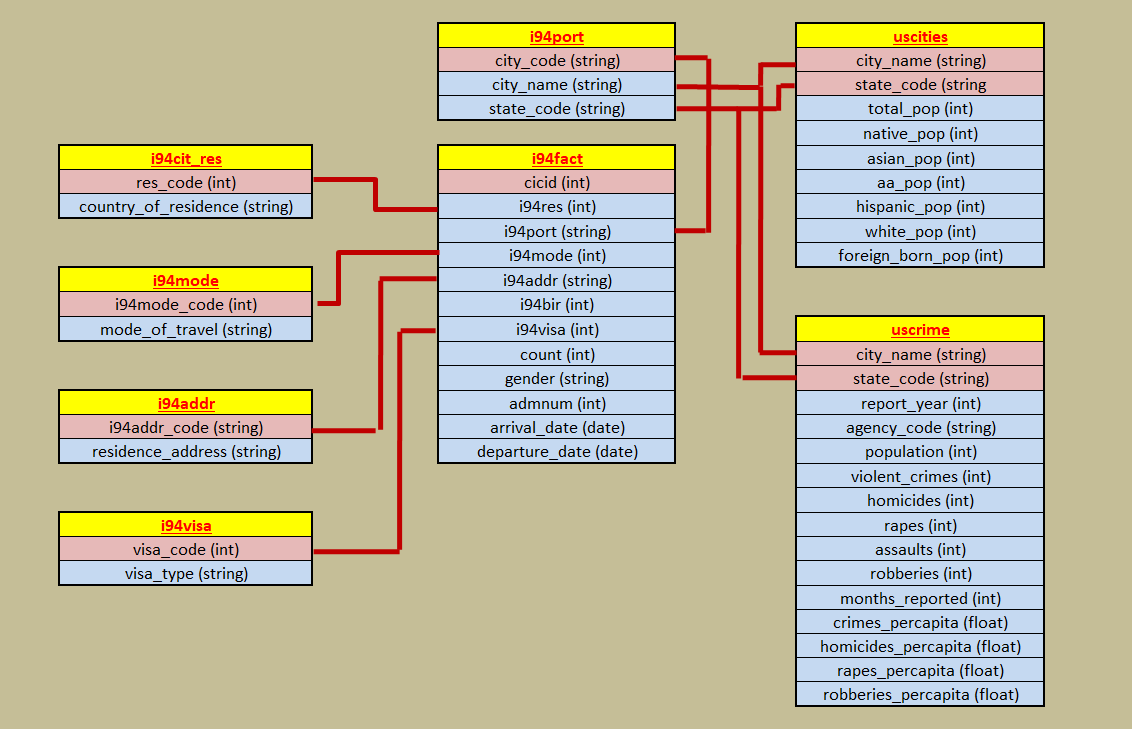 i94port
city_code (string)
city_name (string)
state_code (string)
uscities
city_name (string)
state_code (string
total_pop (int)
native_pop (int)
asian_pop (int)
aa_pop (int)
hispanic_pop (int)
white_pop (int)
foreign_born_pop (int)
i94cit_res
res_code (int)
country_of_residence (string)
i94fact
cicid (int)
i94res (int)
i94port (string)
i94mode (int)
i94addr (string)
i94bir (int)
i94visa (int)
count (int)
gender (string)
admnum (int)
arrival_date (date)
departure_date (date)
i94mode
i94mode_code (int)
mode_of_travel (string)
i94addr
i94addr_code (string)
residence_address (string)
i94visa
visa_code (int)
visa_type (string)
uscrime
city_name (string)
state_code (string)
report_year (int)
agency_code (string)
population (int)
violent_crimes (int)
homicides (int)
rapes (int)
assaults (int)
robberies (int)
months_reported (int)
crimes_percapita (float)
homicides_percapita (float)
rapes_percapita (float)
robberies_percapita (float)